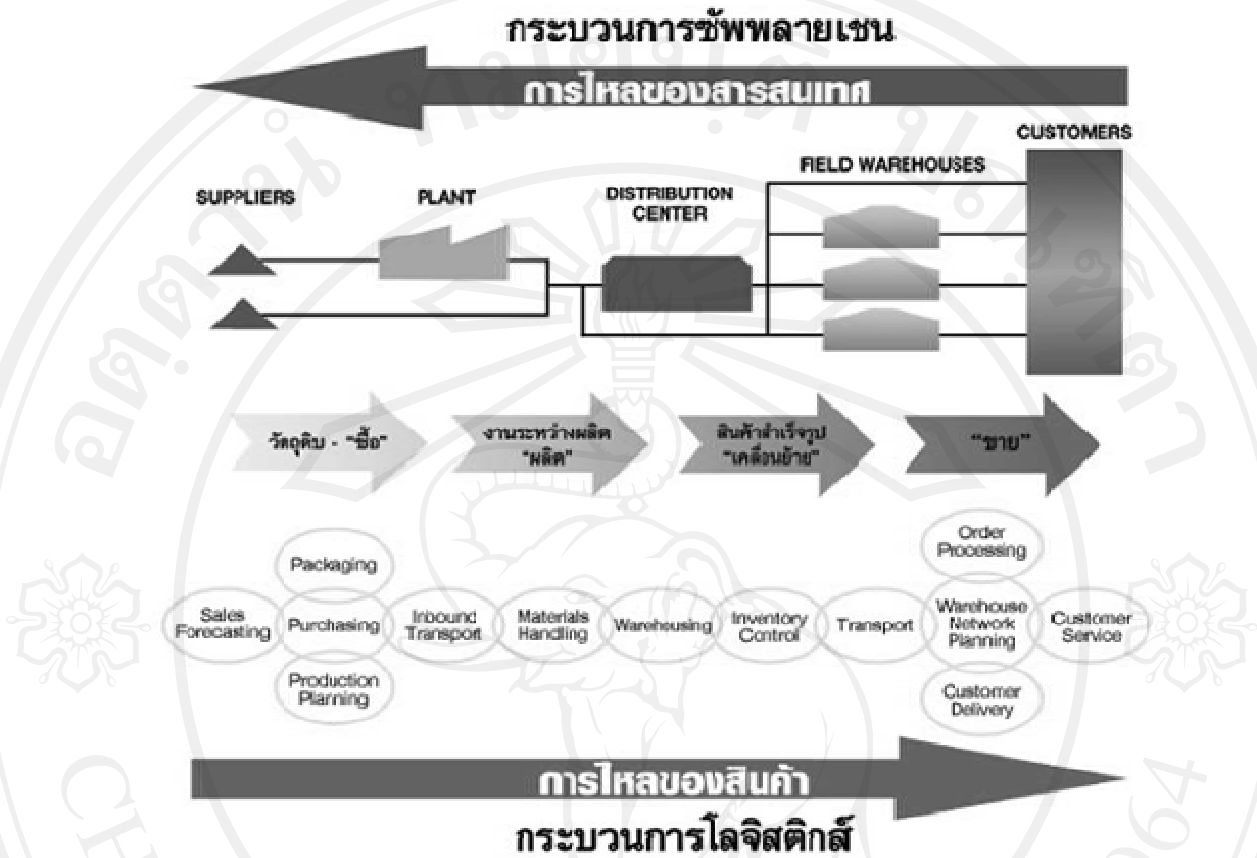 กระบวนการซัพพลายเชน
การไหลของสารสนเทศ
CUSTOMERS
FIELD WAREHOUSES
SUPPLIERS
PLANT
DISTRIBUTION
CENTER
วัตถุดิบ - “ซื้อ”
งานระหว่างผลิต
“ผลิต”
สินค้าสำเร็จรูป
“เคลื่อนย้าย”
“ขาย”
Order
Processing
Packaging
Sales
Forecasting
Purchasing
Inbound
Transport
Materials
Handling
Warehousing
Inventory
Control
Transport
Warehouse
Network
Planning
Customer
Service
Production
Planning
Customer
Delivery
การไหลของสินค้า
กระบวนการโลจิสติกส์